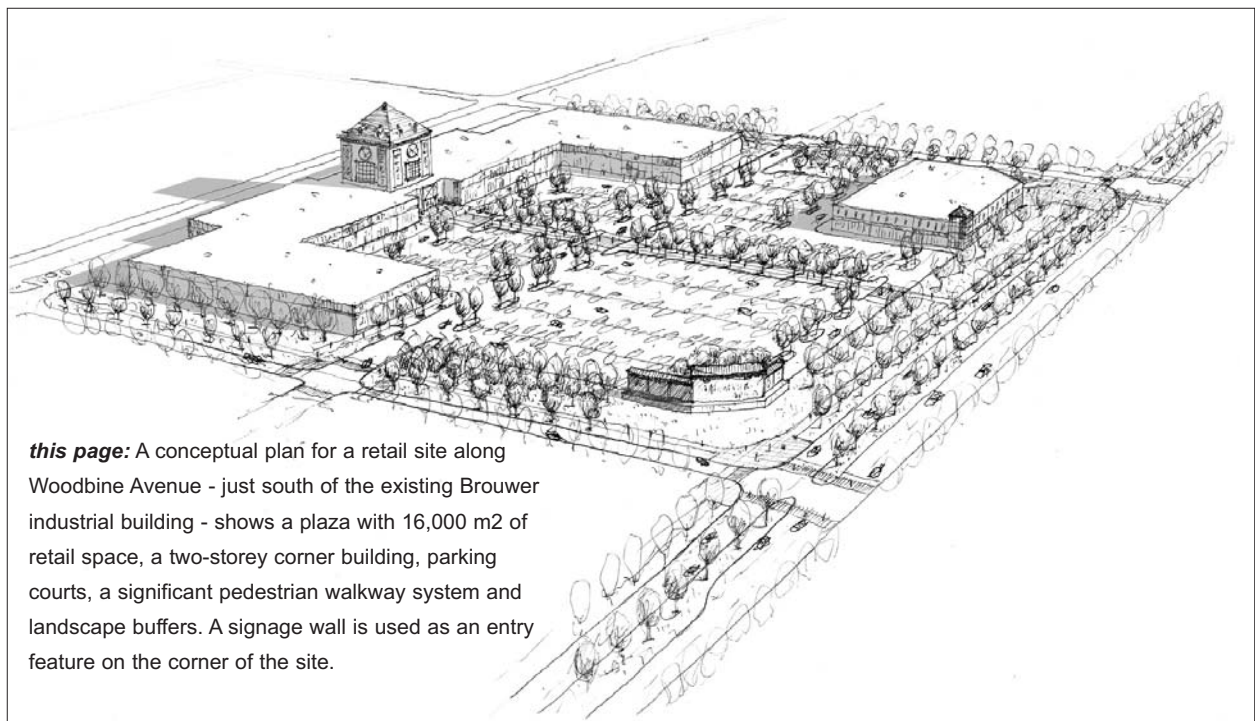 this page: A conceptual plan for a retail site along
Woodbine Avenue - just south of the existing Brouwer
industrial building - shows a plaza with 16,000 m2 of
retail space, a two-storey corner building, parking
courts, a significant pedestrian walkway system and
landscape buffers. A signage wall is used as an entry
feature on the corner of the site.